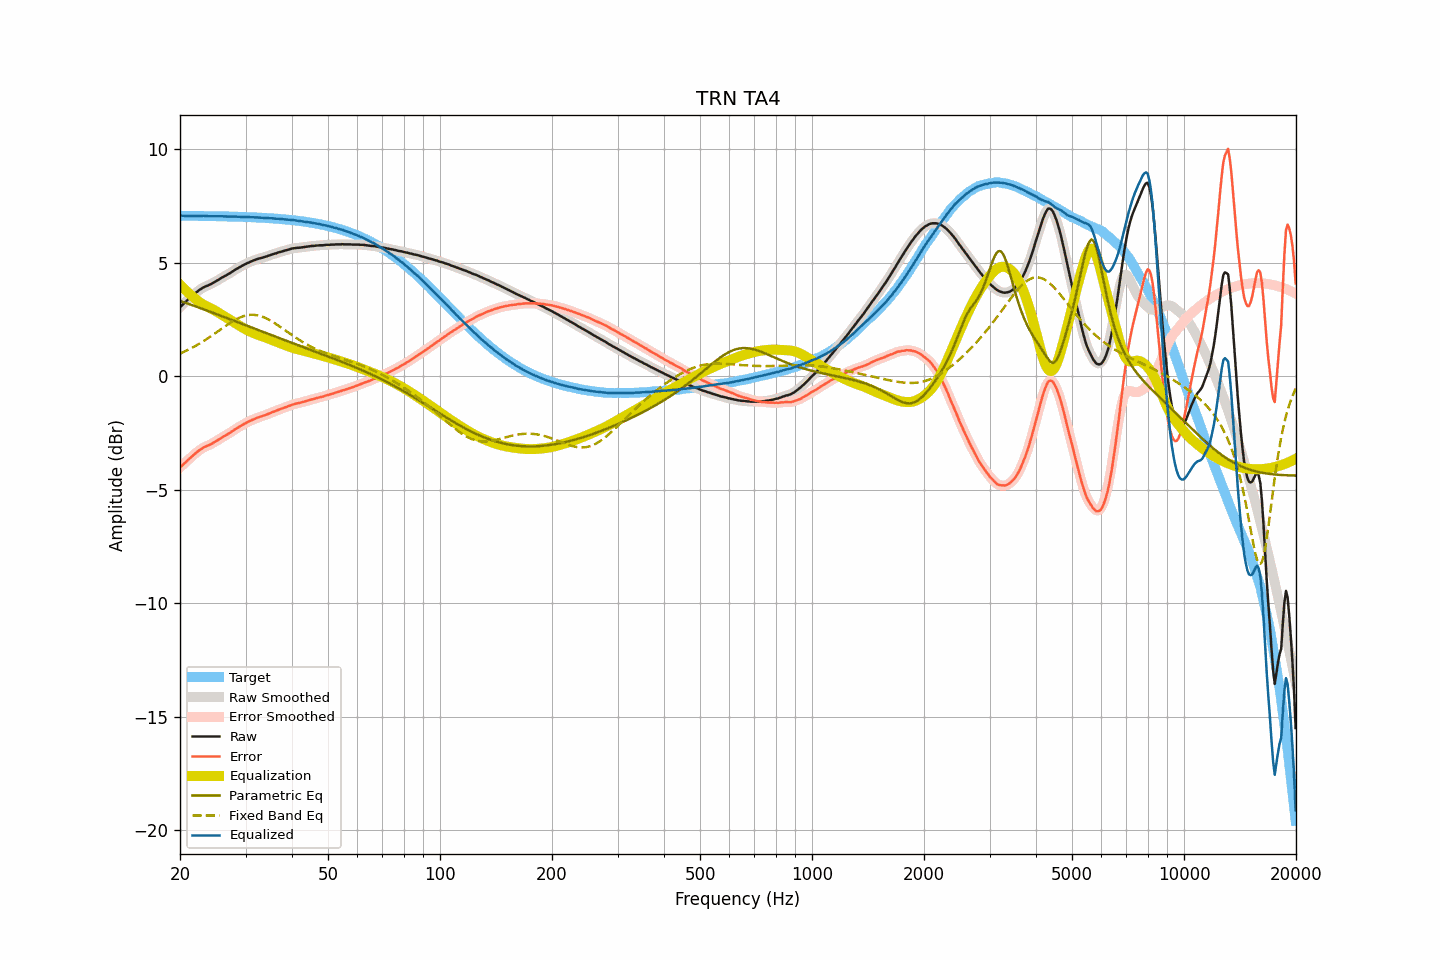 TRN TA4
10
5
0
−5
−10
−15
−20
Amplitude (dBr)
Target
Raw Smoothed
Error Smoothed
Raw
Error
Equalization
Parametric Eq
Fixed Band Eq
Equalized
20 50 100 200 500 1000 2000 5000 10000 20000
Frequency (Hz)